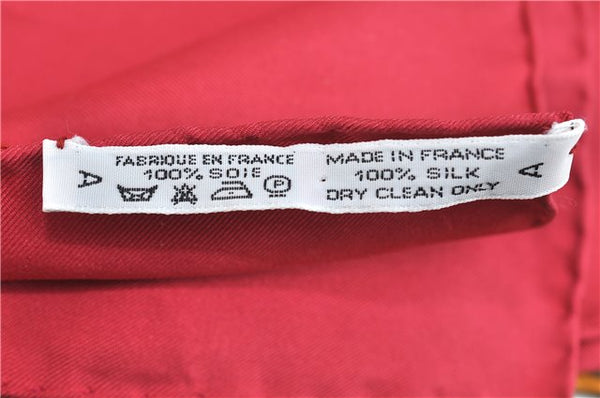 A
FABRIQUE EN FRANCE
100% SOIE
P
MADE IN FRANCE
100% SILK
DRY CLEAN ONLY
A